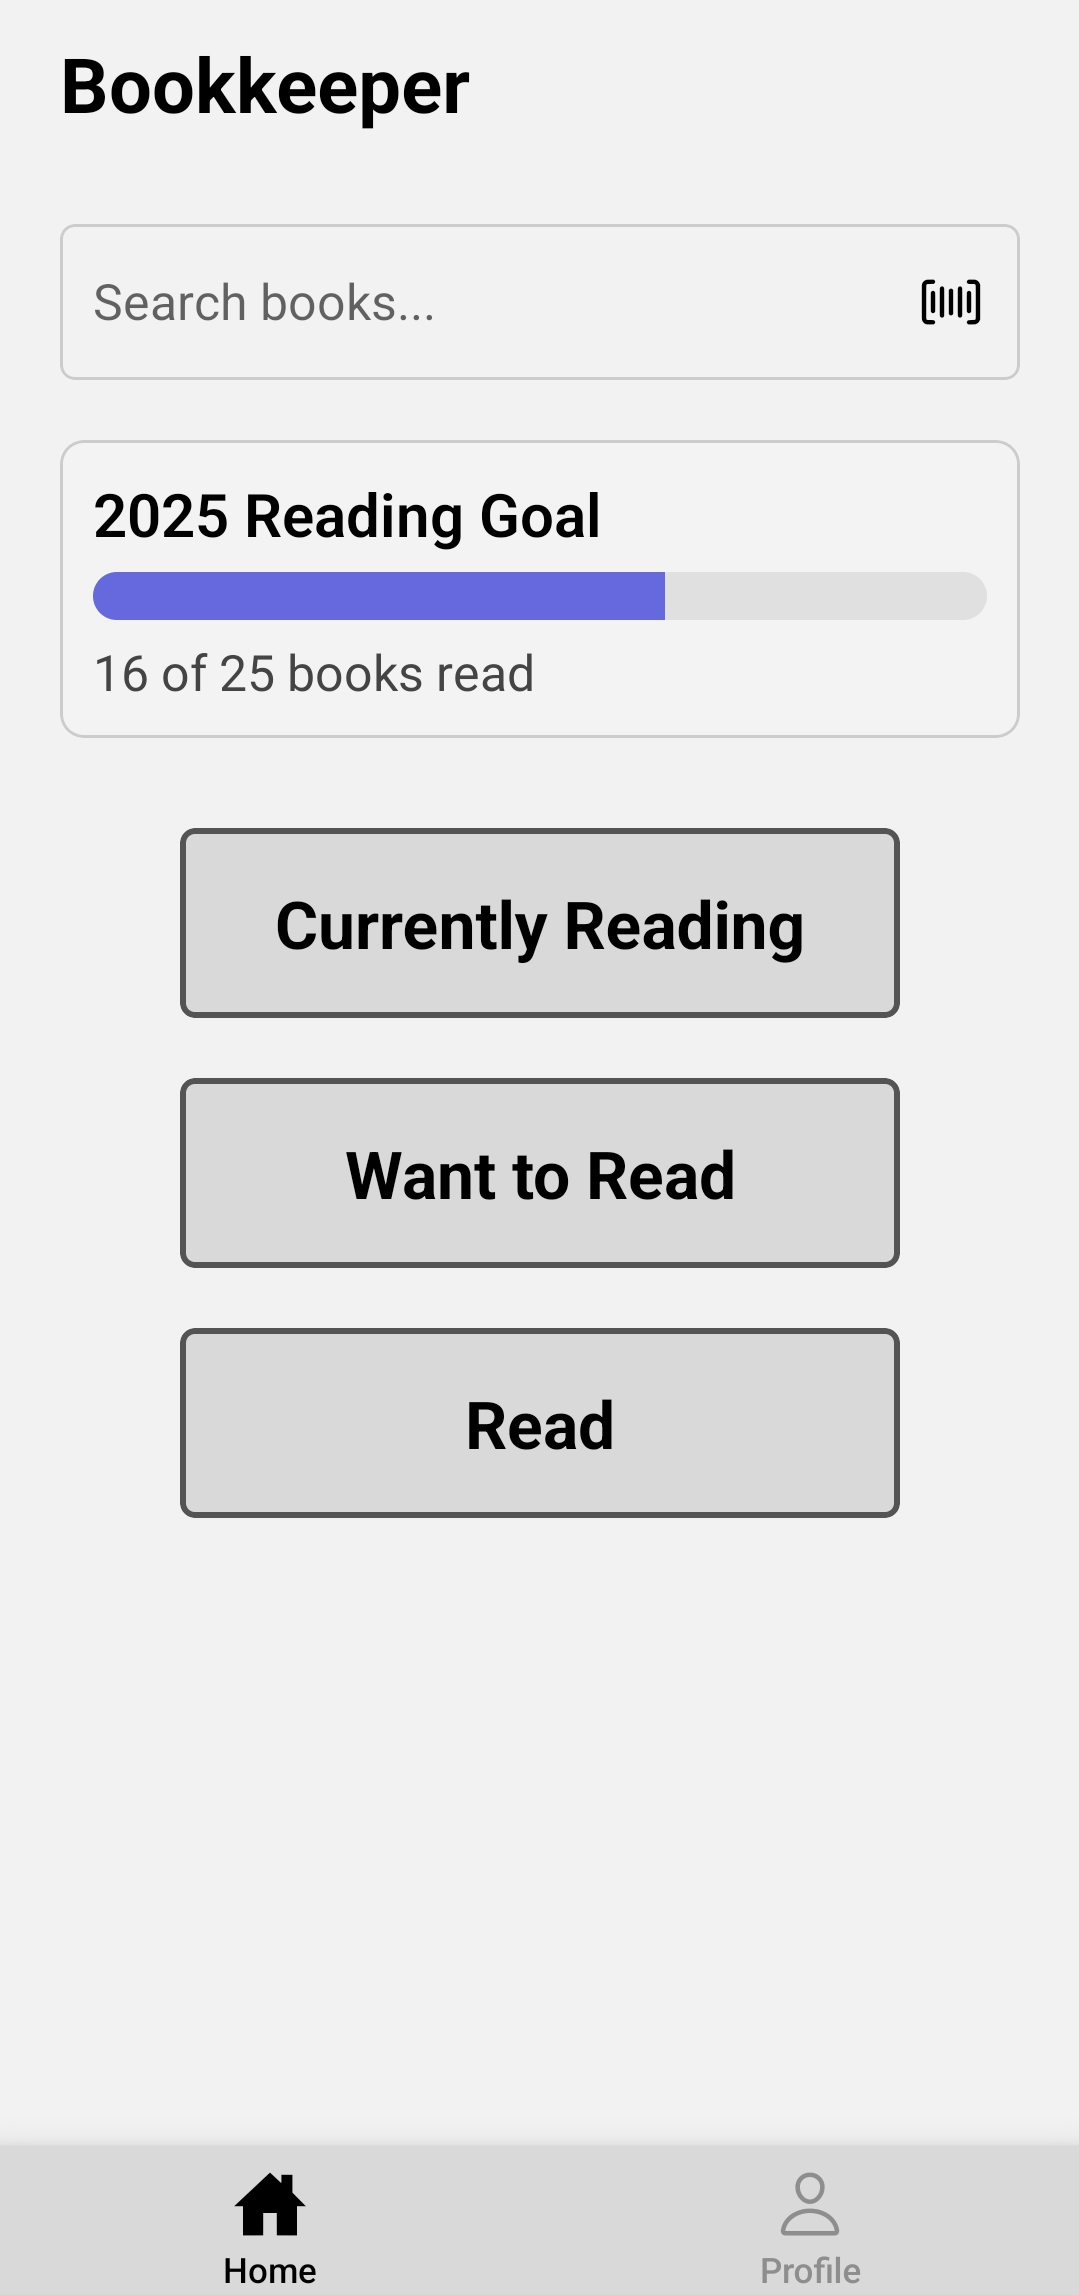 Bookkeeper
Search books...
2025 Reading Goal
16 of 25 books read
Currently Reading
Want to Read
Read
Home
Profile